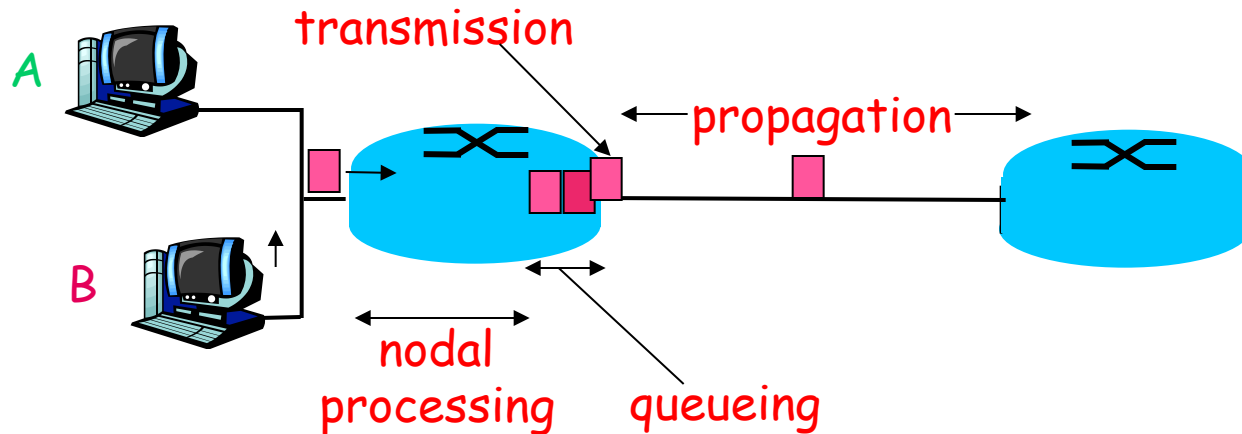 transmission
A
propagation
B
nodal
processing
queueing